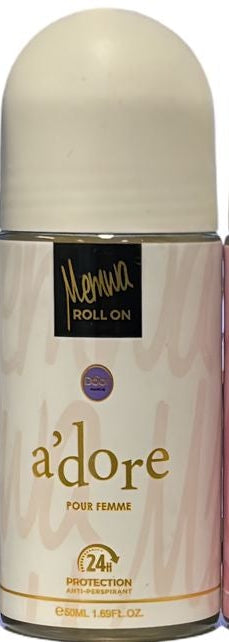 Memwa
ROLL ON
a'dore
POUR FEMME
24H
PROTECTION
ANTI-PERSPIRANT
℮50ML 1.69FL.OZ.